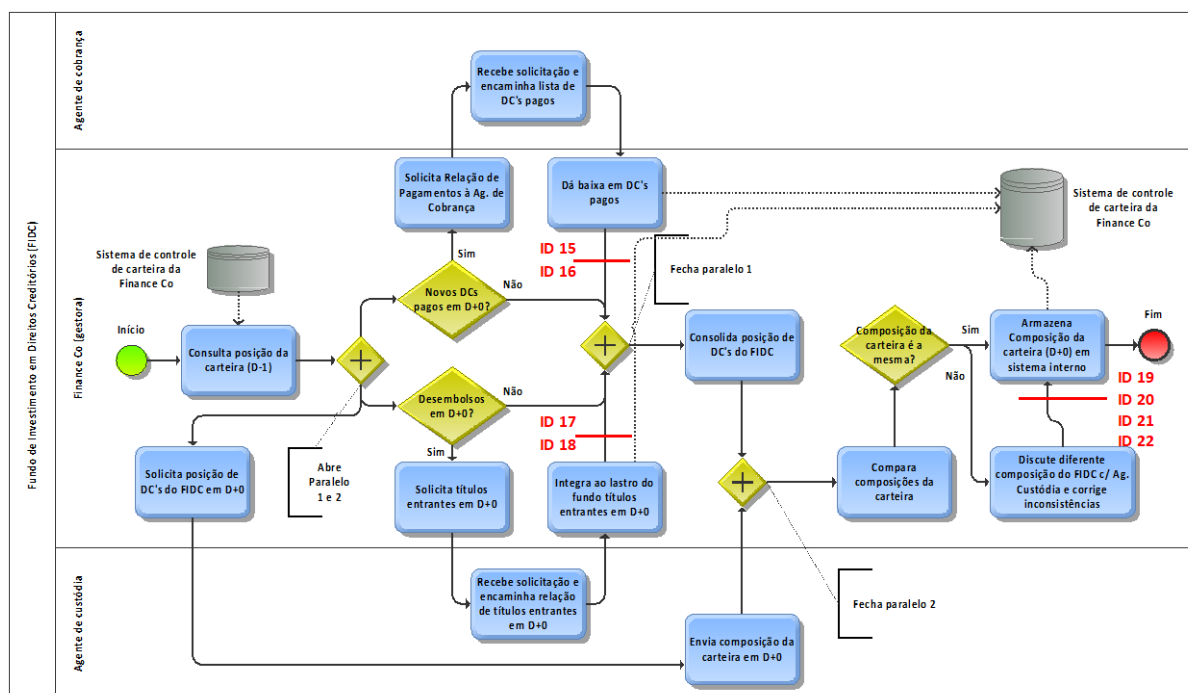 Fundo de Investimento em Direitos Creditórios (FIDC)
Agente de cobrança
Recebe solicitação e
encaminha lista de
DC's pagos
Finance Co (gestora)
Solicita Relação de
Pagamentos à Ag. de
Cobrança
Dá baixa em DC's
pagos
Sistema de controle
de carteira da
Finance Co
Sistema de controle
de carteira da
Finance Co
ID 15
ID 16
Fecha paralelo 1
Sim
Novos DCs
pagos em D+0?
Não
Início
Consulta posição da
carteira (D-1)
Consolida posição de
DC's do FIDC
Composição da
carteira é a
mesma?
Sim
Não
Armazena
Composição da
carteira (D+0) em
sistema interno
Fim
ID 19
ID 20
ID 21
ID 22
Desembolsos
em D+0?
Não
Sim
ID 17
ID 18
Solicita posição de
DC's do FIDC em D+0
Abre
Paralelo
1 e 2
Solicita títulos
entrantes em D+0
Integra ao lastro do
fundo títulos
entrantes em D+0
Compara
composições da
carteira
Discute diferente
composição do FIDC c/ Ag.
Custódia e corrige
inconsistências
Agente de custódia
Recebe solicitação e
encaminha relação
de títulos entrantes
em D+0
Fecha paralelo 2
Envia composição da
carteira em D+0